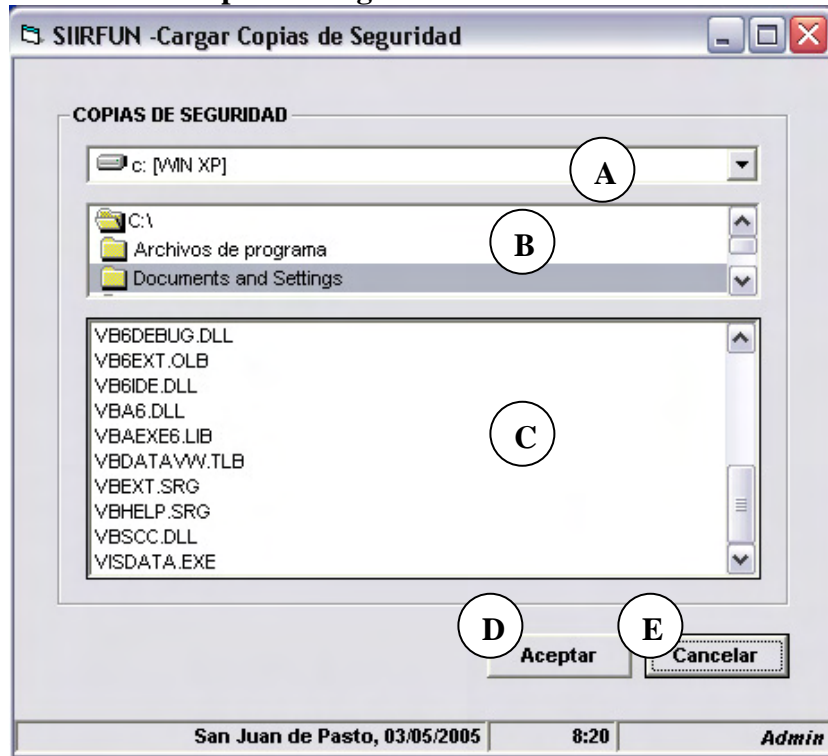 SIIRFUN -Cargar Copias de Seguridad
COPIAS DE SEGURIDAD
c: [WIN XP]
A
C:\
B
Archivos de programa
Documents and Settings
VB6DEBUG.DLL
VB6EXT.OLB
VB6IDE.DLL
VBA6.DLL
VBAEXE6.LIB
C
VBDATAVW.TLB
VBEXT.SRG
VBHELP.SRG
VBSCC.DLL
VISDATA.EXE
D
E
Aceptar
Cancelar
San Juan de Pasto, 03/05/2005 8:20 Admin